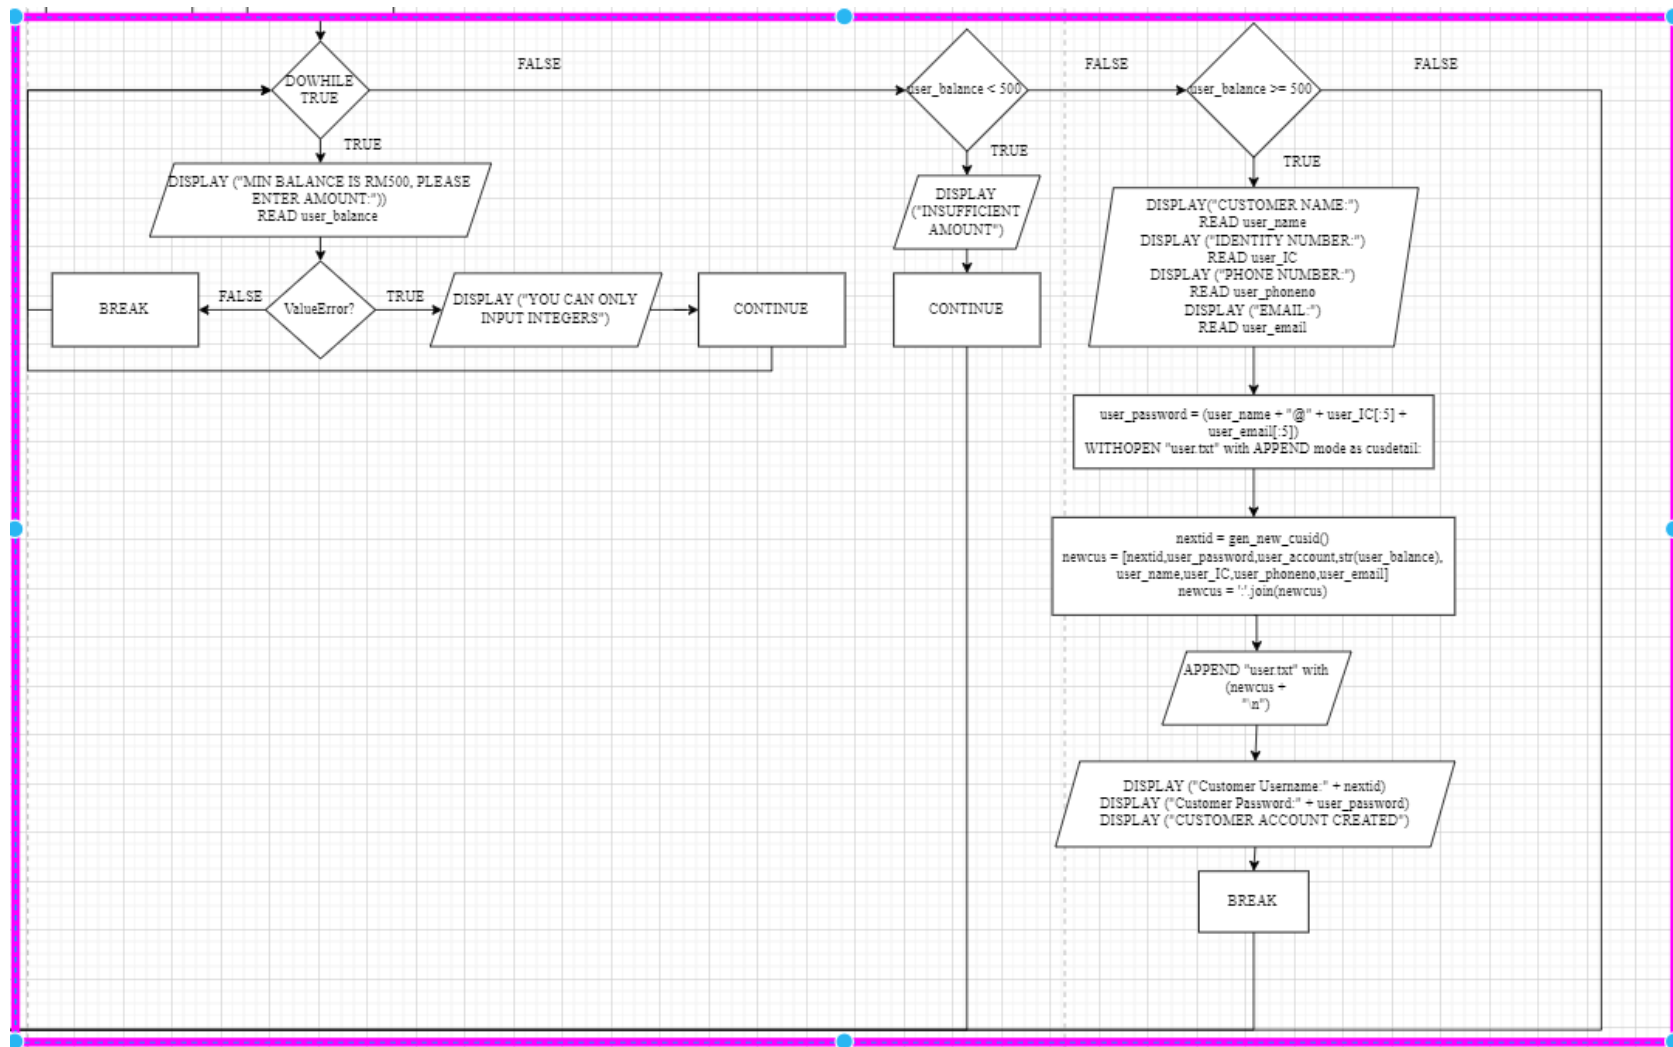 FALSE
FALSE
FALSE
DOWHILE
TRUE
user_balance < 500
user_balance >= 500
TRUE
TRUE
TRUE
DISPLAY ("MIN BALANCE IS RM500, PLEASE
ENTER AMOUNT:"))
READ user_balance
DISPLAY
("INSUFFICIENT
AMOUNT")
DISPLAY("CUSTOMER NAME:")
READ user_name
DISPLAY ("IDENTITY NUMBER:")
READ user_IC
DISPLAY ("PHONE NUMBER:")
READ user_phoneno
DISPLAY ("EMAIL:")
READ user_email
BREAK
FALSE
ValueError?
TRUE
DISPLAY ("YOU CAN ONLY
INPUT INTEGERS")
CONTINUE
CONTINUE
user_password = (user_name + "@" + user_IC[:5] +
user_email[:5])
WITHOPEN "user.txt" with APPEND mode as cusdetail:
nextid = gen_new_cusid()
newcus = [nextid,user_password,user_account,str(user_balance),
user_name,user_IC,user_phoneno,user_email]
newcus = ':'.join(newcus)
APPEND "user.txt" with
(newcus +
"\n")
DISPLAY ("Customer Username:" + nextid)
DISPLAY ("Customer Password:" + user_password)
DISPLAY ("CUSTOMER ACCOUNT CREATED")
BREAK